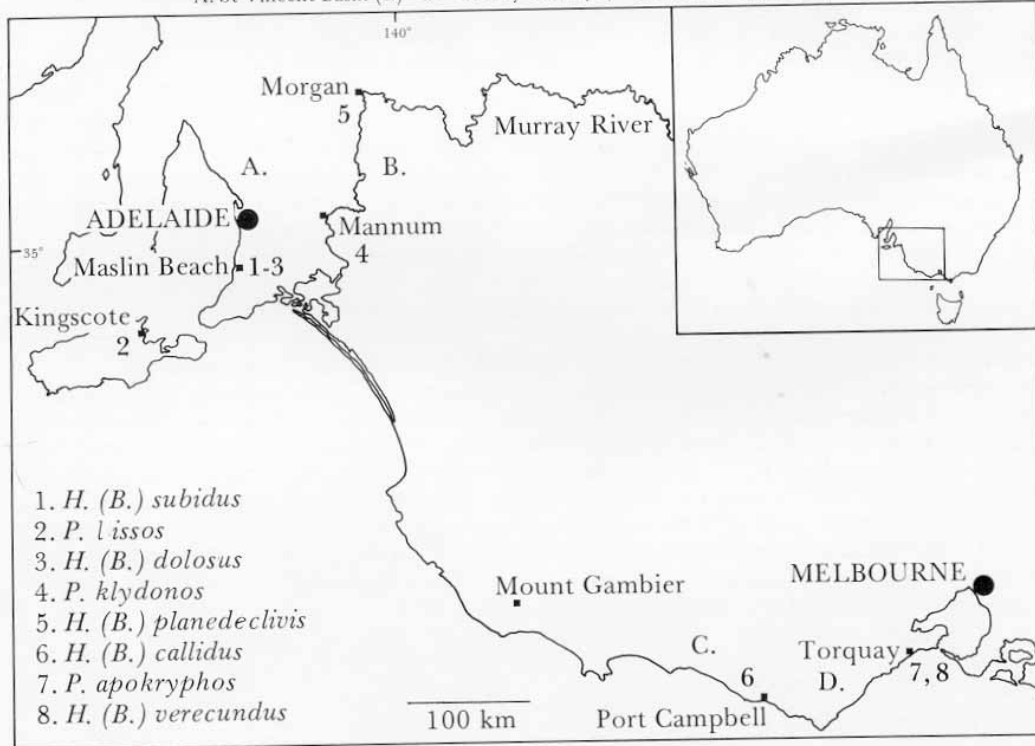 140°
Morgan
5
Murray River
A.
B.
ADELAIDE
Mannum
4
35°
Maslin Beach 1-3
Kingscote
2
1. H. (B.) subidus
2. P. lissos
3. H. (B.) dolosus
4. P. klydonos
5. H. (B.) planedeclivis
6. H. (B.) callidus
7. P. apokryphos
8. H. (B.) verecundus
Mount Gambier
MELBOURNE
C.
Torquay
6
D.
7, 8
Port Campbell
100 km